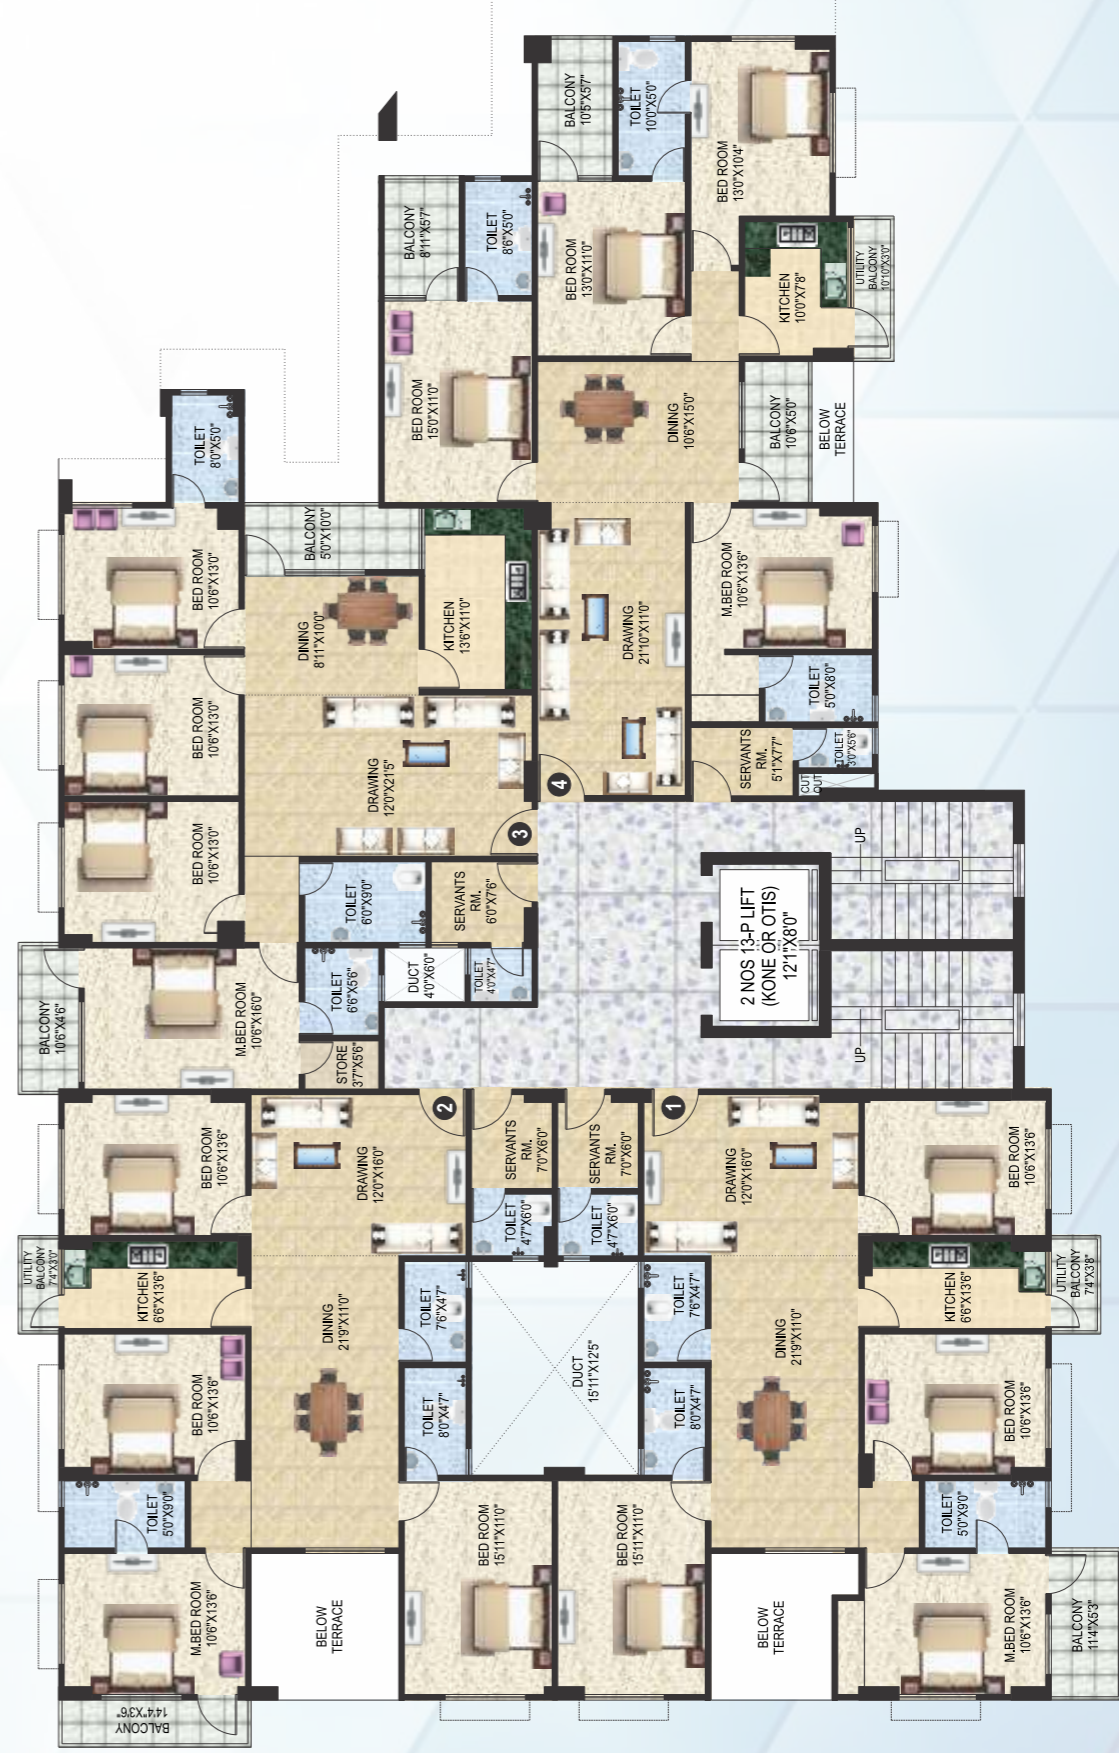 BALCONY
10'5"X5'7"
TOILET
10'0"X5'0"
BED ROOM
13'0"X10'4"
BALCONY
8'11"X5'7"
TOILET
8'6"X5'0"
BED ROOM
13'0"X11'0"
KITCHEN
10'0"X7'8"
UTILITY
BALCONY
10'10"X3'0"
BED ROOM
15'0"X11'0"
DINING
10'6"X15'0"
BALCONY
10'6"X5'0"
BELOW
TERRACE
TOILET
8'0"X5'0"
BED ROOM
10'6"X13'0"
BALCONY
5'0"X10'0"
DINING
8'11"X10'0"
KITCHEN
13'6"X11'0"
DRAWING
21'10"X11'0"
M.BED ROOM
10'6"X13'6"
TOILET
5'0"X8'0"
BED ROOM
10'6"X13'0"
DRAWING
12'0"X21'5"
SERVANTS
RM.
5'1"X7'7"
TOILET
3'0"X5'6"
CUT
OUT
4
3
BED ROOM
10'6"X13'0"
TOILET
6'0"X9'0"
SERVANTS
RM.
6'0"X7'6"
UP
2 NOS 13-P LIFT
(KONE OR OTIS)
12'1"X8'0"
UP
BALCONY
10'6"X4'6"
M.BED ROOM
10'6"X16'0"
TOILET
6'6"X5'6"
DUCT
4'0"X6'0"
TOILET
4'0"X4'7"
STORE
3'7"X5'6"
2
1
BED ROOM
10'6"X13'6"
DRAWING
12'0"X16'0"
SERVANTS
RM.
7'0"X6'0"
SERVANTS
RM.
7'0"X6'0"
DRAWING
12'0"X16'0"
BED ROOM
10'6"X13'6"
TOILET
4'7"X6'0"
TOILET
4'7"X6'0"
UTILITY
BALCONY
7'4"X3'0"
KITCHEN
6'6"X13'6"
DINING
21'9"X11'0"
TOILET
7'6"X4'7"
DUCT
15'11"X12'5"
TOILET
7'6"X4'7"
DINING
21'9"X11'0"
KITCHEN
6'6"X13'6"
UTILITY
BALCONY
7'4"X3'8"
BED ROOM
10'6"X13'6"
TOILET
8'0"X4'7"
TOILET
8'0"X4'7"
BED ROOM
10'6"X13'6"
TOILET
5'0"X9'0"
BED ROOM
15'11"X11'0"
BED ROOM
15'11"X11'0"
TOILET
5'0"X9'0"
M.BED ROOM
10'6"X13'6"
BELOW
TERRACE
BELOW
TERRACE
M.BED ROOM
10'6"X13'6"
BALCONY
11'4"X5'3"
BALCONY
14'4"X3'6"